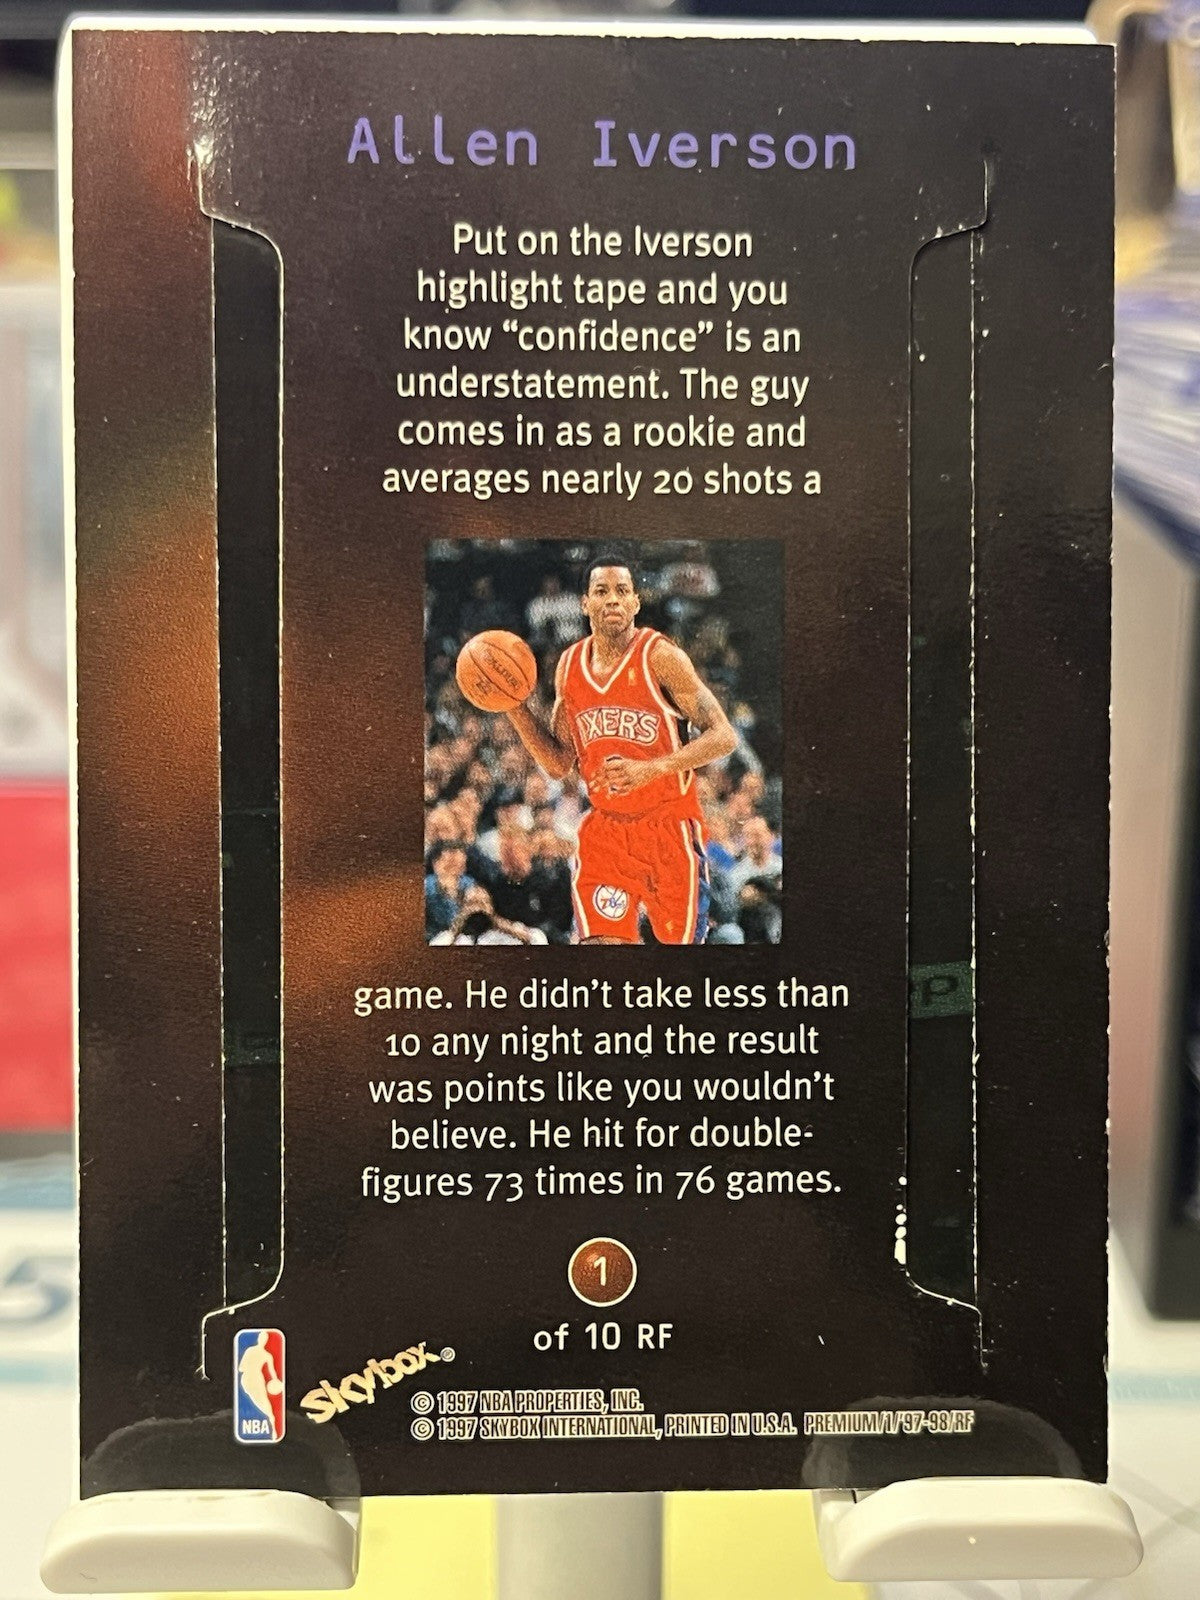 Allen Iverson
Put on the Iverson
highlight tape and you
know “confidence” is an
understatement. The guy
comes in as a rookie and
averages nearly 20 shots a
SPALDING
SIXERS
76
game. He didn’t take less than
10 any night and the result
was points like you wouldn’t
believe. He hit for double-
figures 73 times in 76 games.
1
of 10 RF
NBA
skybox®
© 1997 NBA PROPERTIES, INC.
© 1997 SKYBOX INTERNATIONAL, PRINTED IN U.S.A. PREMIUM/1/'97-98/RF